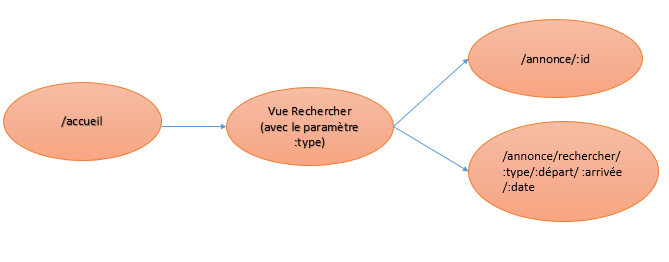 /accueil
Vue Rechercher
(avec le paramètre
:type)
/annonce/:id
/annonce/rechercher/
:type/:départ/ :arrivée
/:date